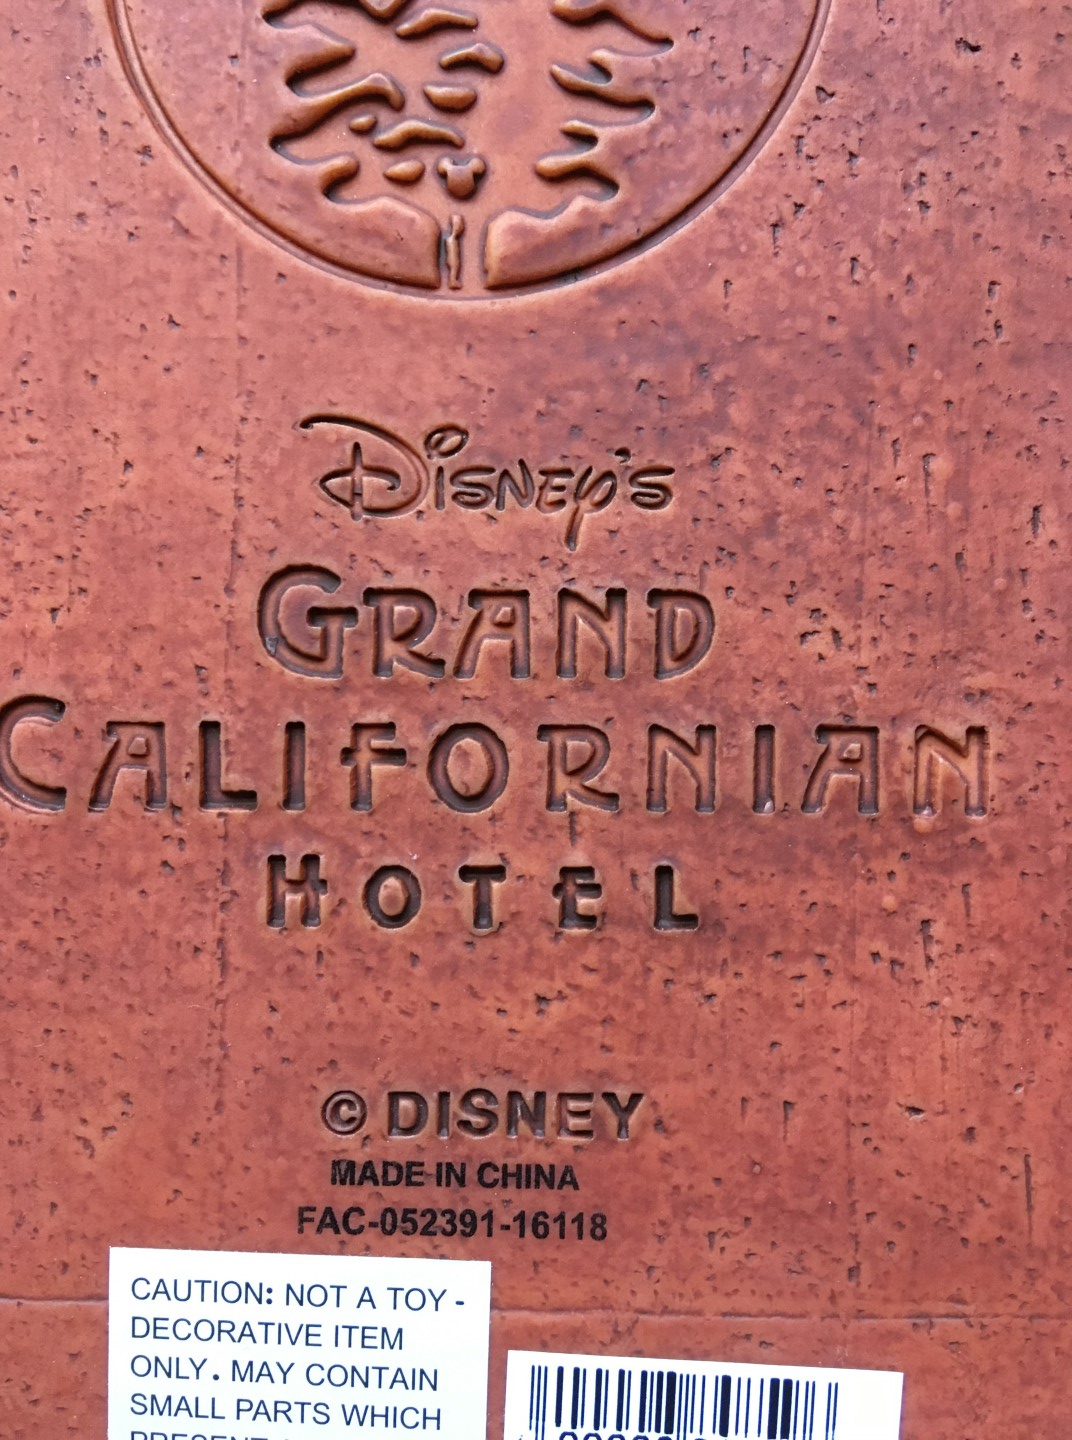 Disney's
GRAND
CALIFORNIAN
HOTEL
© DISNEY
MADE IN CHINA
FAC-052391-16118
CAUTION: NOT A TOY -
DECORATIVE ITEM
ONLY. MAY CONTAIN
SMALL PARTS WHICH